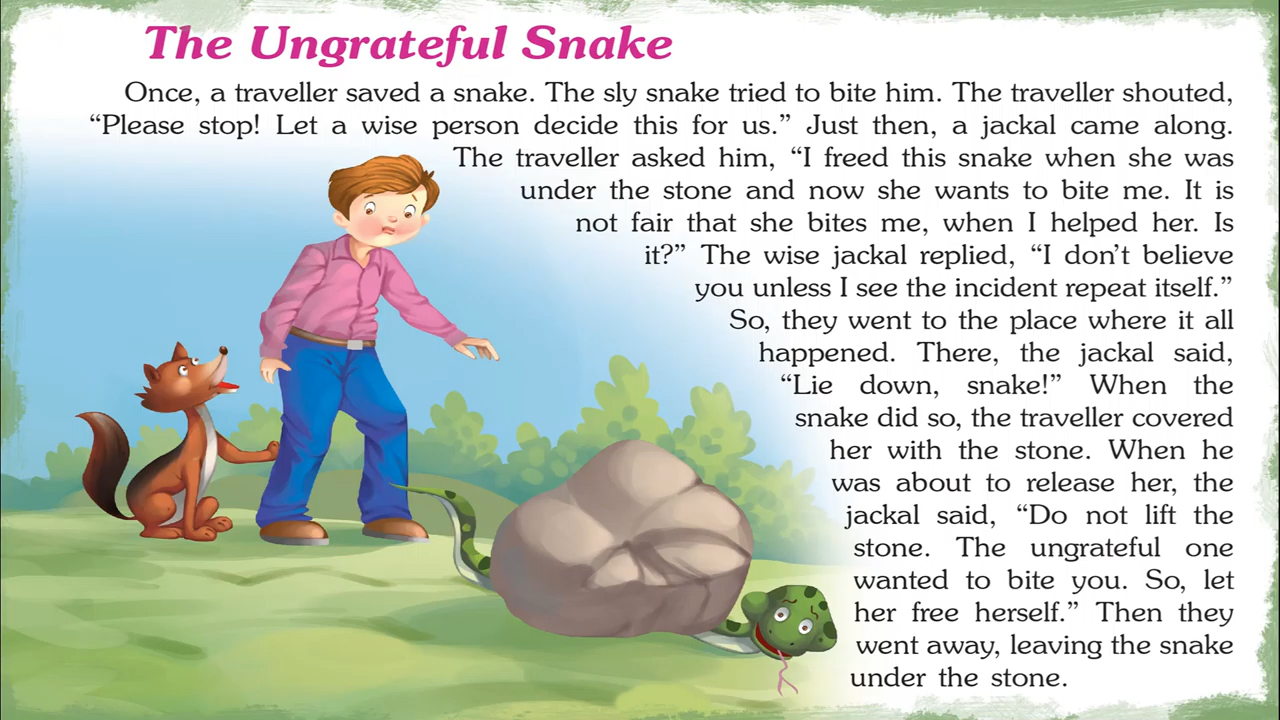 The Ungrateful Snake
Once, a traveller saved a snake. The sly snake tried to bite him. The traveller shouted,
“Please stop! Let a wise person decide this for us.” Just then, a jackal came along.
The traveller asked him, “I freed this snake when she was
under the stone and now she wants to bite me. It is
not fair that she bites me, when I helped her. Is
it?” The wise jackal replied, “I don’t believe
you unless I see the incident repeat itself.”
So, they went to the place where it all
happened. There, the jackal said,
“Lie down, snake!” When the
snake did so, the traveller covered
her with the stone. When he
was about to release her, the
jackal said, “Do not lift the
stone. The ungrateful one
wanted to bite you. So, let
her free herself.” Then they
went away, leaving the snake
under the stone.